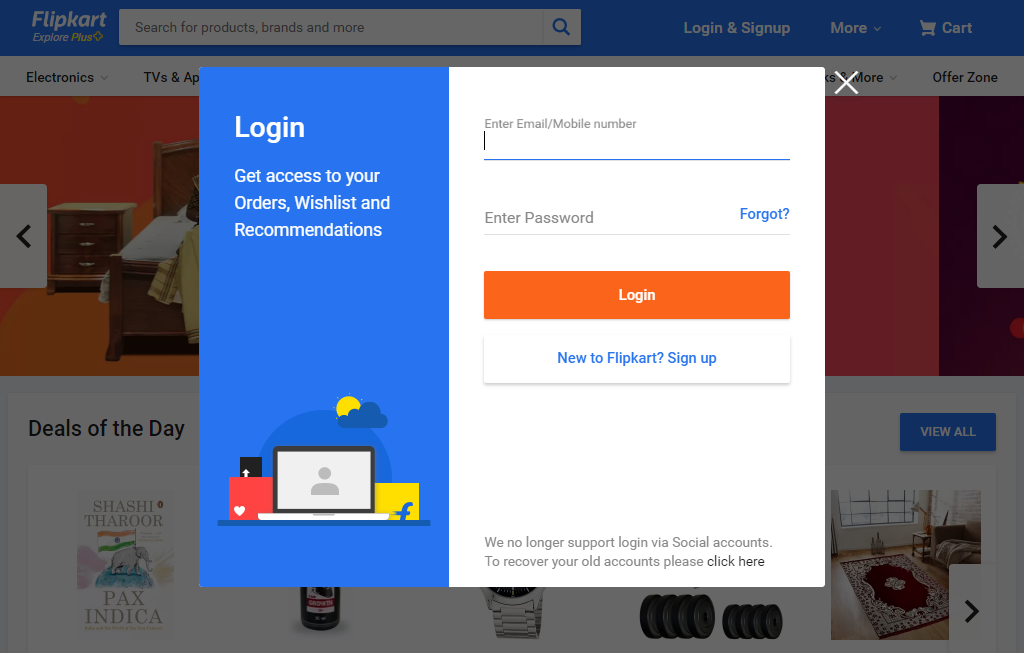 Flipkart
Explore Plus
Search for products, brands and more
Login & Signup
More
Cart
Electronics
TVs &
& More
Offer Zone
Login
Get access to your
Orders, Wishlist and
Recommendations
Enter Email/Mobile number
Enter Password
Forgot?
Login
New to Flipkart? Sign up
We no longer support login via Social accounts.
To recover your old accounts please click here
Deals of the Day
VIEW ALL
SHASHI
THAROOR
PAX
INDICA
GROWTH